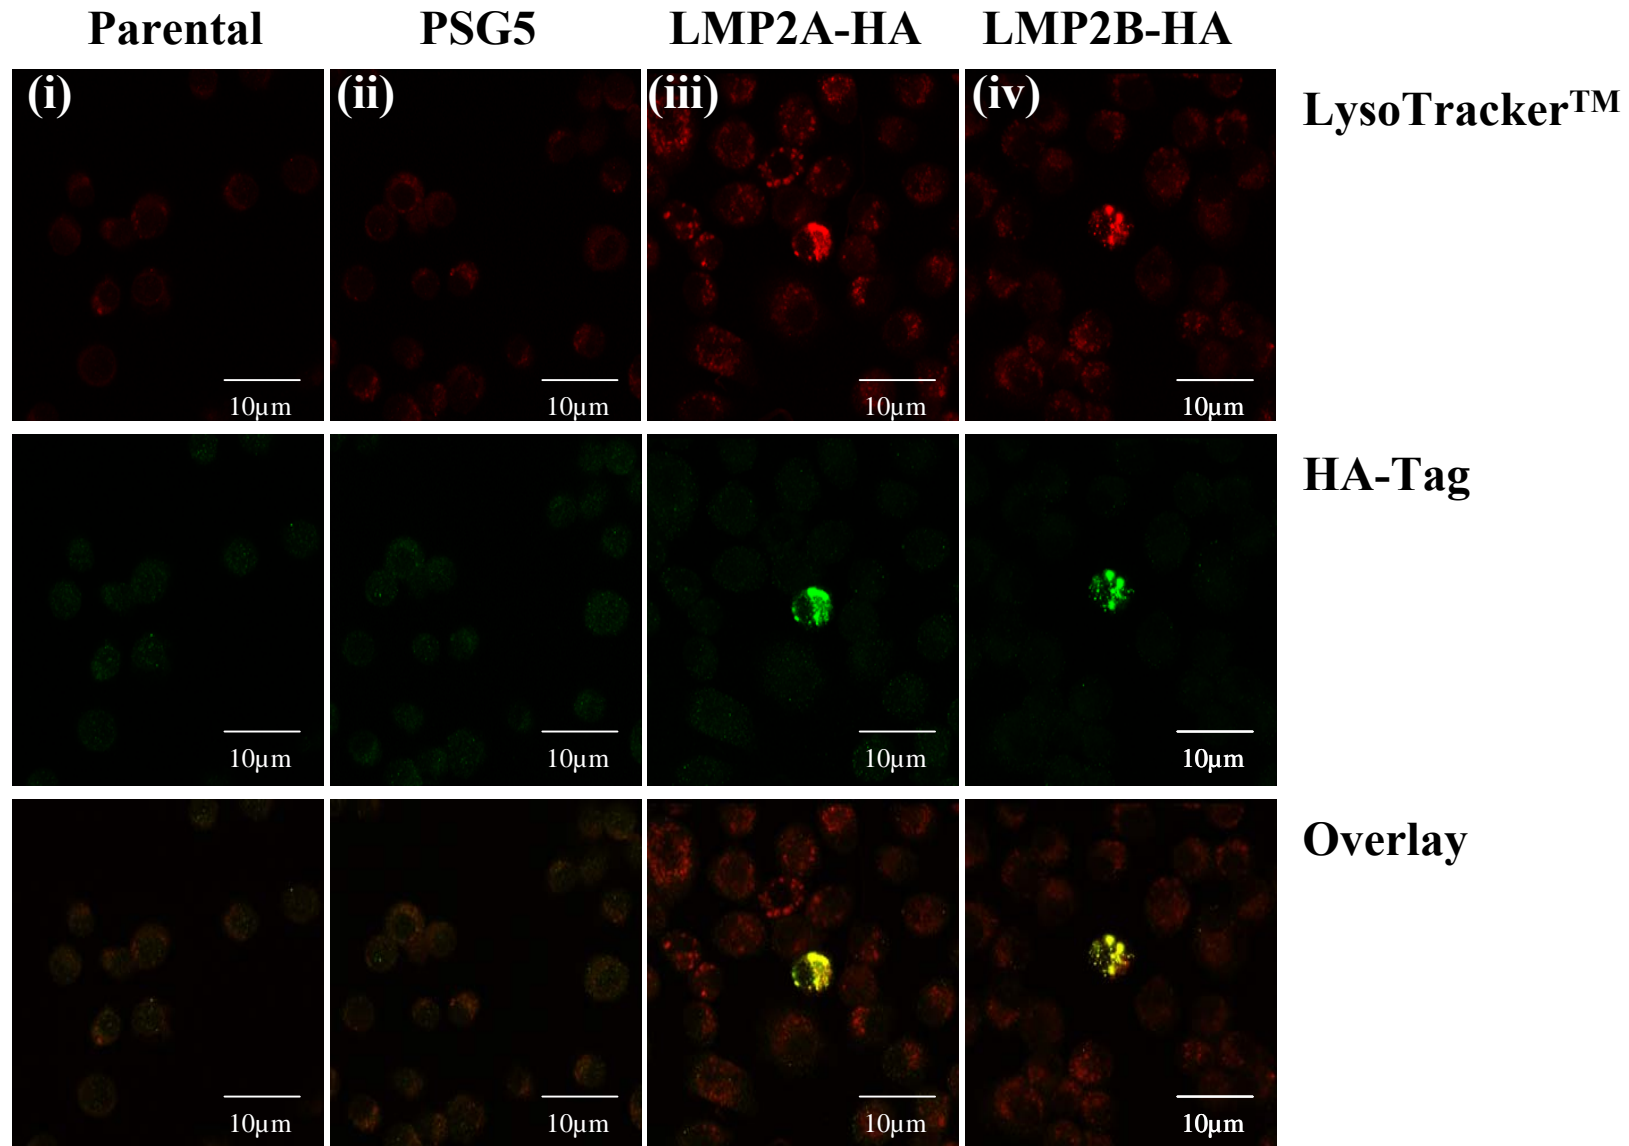 Parental PSG5 LMP2A-HA LMP2B-HA
(i) (ii) (iii) (iv)
LysoTracker™
10µm 10µm 10µm 10µm
HA-Tag
10µm 10µm 10µm 10µm
Overlay
10µm 10µm 10µm 10µm